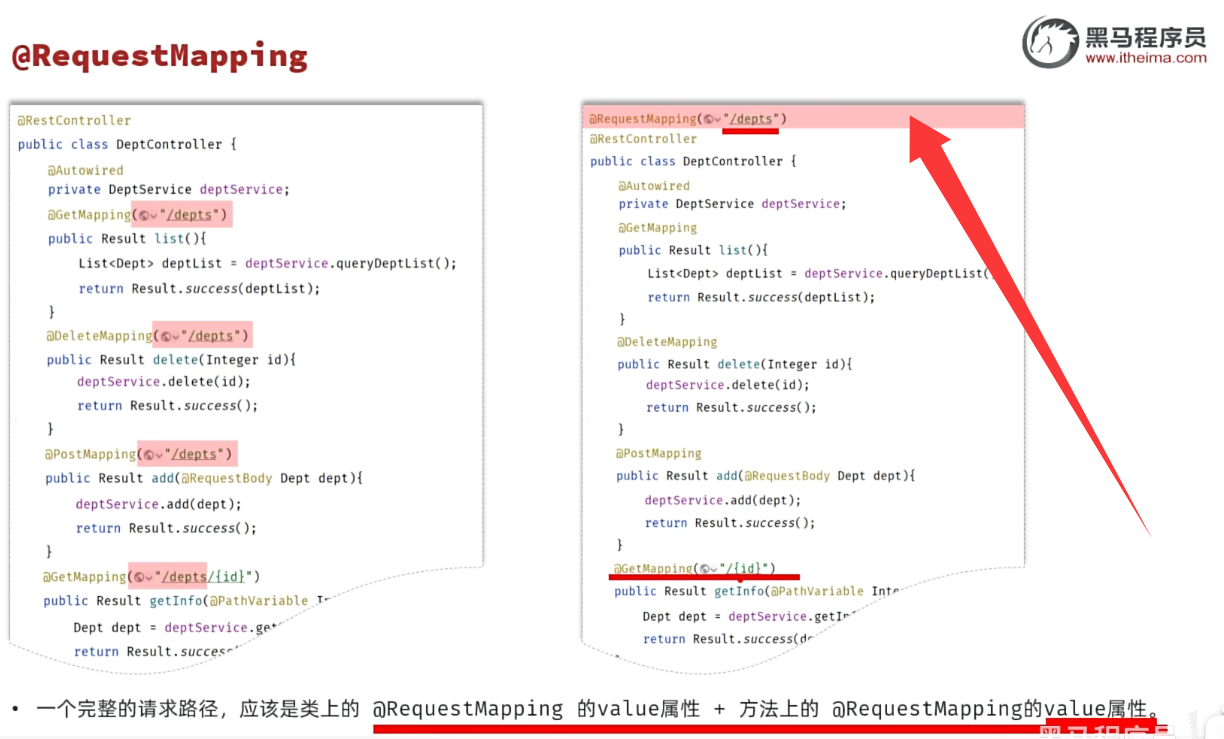 @RequestMapping
黑马程序员
www.itheima.com
@RestController
public class DeptController {
@Autowired
private DeptService deptService;
@GetMapping("/depts")
public Result list(){
List<Dept> deptList = deptService.queryDeptList();
return Result.success(deptList);
}
@DeleteMapping("/depts")
public Result delete(Integer id){
deptService.delete(id);
return Result.success();
}
@PostMapping("/depts")
public Result add(@RequestBody Dept dept){
deptService.add(dept);
return Result.success();
}
@GetMapping("/depts/{id}")
public Result getInfo(@PathVariable
Dept dept = deptService.get
return Result.succes
@RequestMapping("/depts")
@RestController
public class DeptController {
@Autowired
private DeptService deptService;
@GetMapping
public Result list(){
List<Dept> deptList = deptService.queryDeptList(
return Result.success(deptList);
}
@DeleteMapping
public Result delete(Integer id){
deptService.delete(id);
return Result.success();
}
@PostMapping
public Result add(@RequestBody Dept dept){
deptService.add(dept);
return Result.success();
}
@GetMapping("/{id}")
public Result getInfo(@PathVariable Inte
Dept dept = deptService.getIn
return Result.success(d
• 一个完整的请求路径，应该是类上的 @RequestMapping 的value属性 + 方法上的 @RequestMapping的value属性。